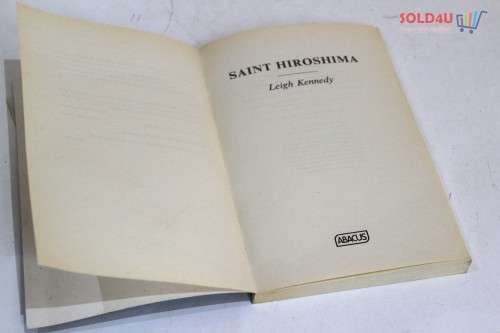 SOLD4U
SAINT HIROSHIMA
Leigh Kennedy
ABACUS